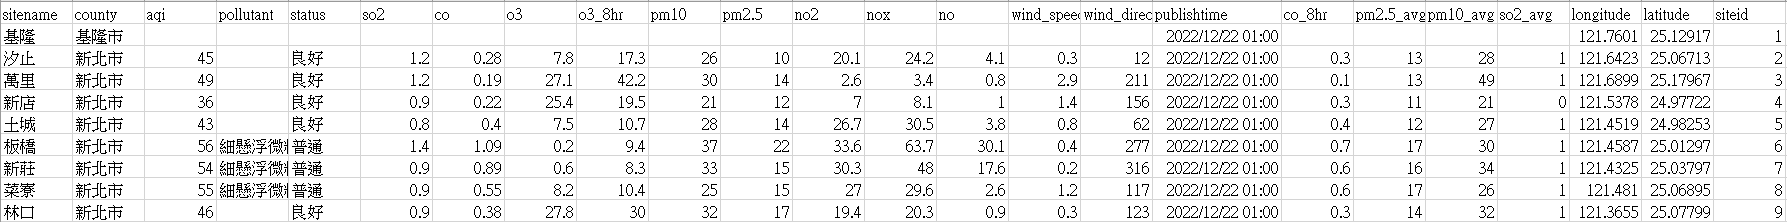 sitename county aqi pollutant status so2 co o3 o3_8hr pm10 pm2.5 no2 nox no wind_speed wind_direc publishtime co_8hr pm2.5_avg pm10_avg so2_avg longitude latitude siteid
基隆 基隆市 2022/12/22 01:00 121.7601 25.12917 1
汐止 新北市 45 良好 1.2 0.28 7.8 17.3 26 10 20.1 24.2 4.1 0.3 12 2022/12/22 01:00 0.3 13 28 1 121.6423 25.06713 2
萬里 新北市 49 良好 1.2 0.19 27.1 42.2 30 14 2.6 3.4 0.8 2.9 211 2022/12/22 01:00 0.1 13 49 1 121.6899 25.17967 3
新店 新北市 36 良好 0.9 0.22 25.4 19.5 21 12 7 8.1 1 1.4 156 2022/12/22 01:00 0.3 11 21 0 121.5378 24.97722 4
土城 新北市 43 良好 0.8 0.4 7.5 10.7 28 14 26.7 30.5 3.8 0.8 62 2022/12/22 01:00 0.4 12 27 1 121.4519 24.98253 5
板橋 新北市 56 細懸浮微 普通 1.4 1.09 0.2 9.4 37 22 33.6 63.7 30.1 0.4 277 2022/12/22 01:00 0.7 17 30 1 121.4587 25.01297 6
新莊 新北市 54 細懸浮微 普通 0.9 0.89 0.6 8.3 33 15 30.3 48 17.6 0.2 316 2022/12/22 01:00 0.6 16 34 1 121.4325 25.03797 7
菜寮 新北市 55 細懸浮微 普通 0.9 0.55 8.2 10.4 25 15 27 29.6 2.6 1.2 117 2022/12/22 01:00 0.6 17 26 1 121.481 25.06895 8
林口 新北市 46 良好 0.9 0.38 27.8 30 32 17 19.4 20.3 0.9 0.3 123 2022/12/22 01:00 0.3 14 32 1 121.3655 25.07799 9